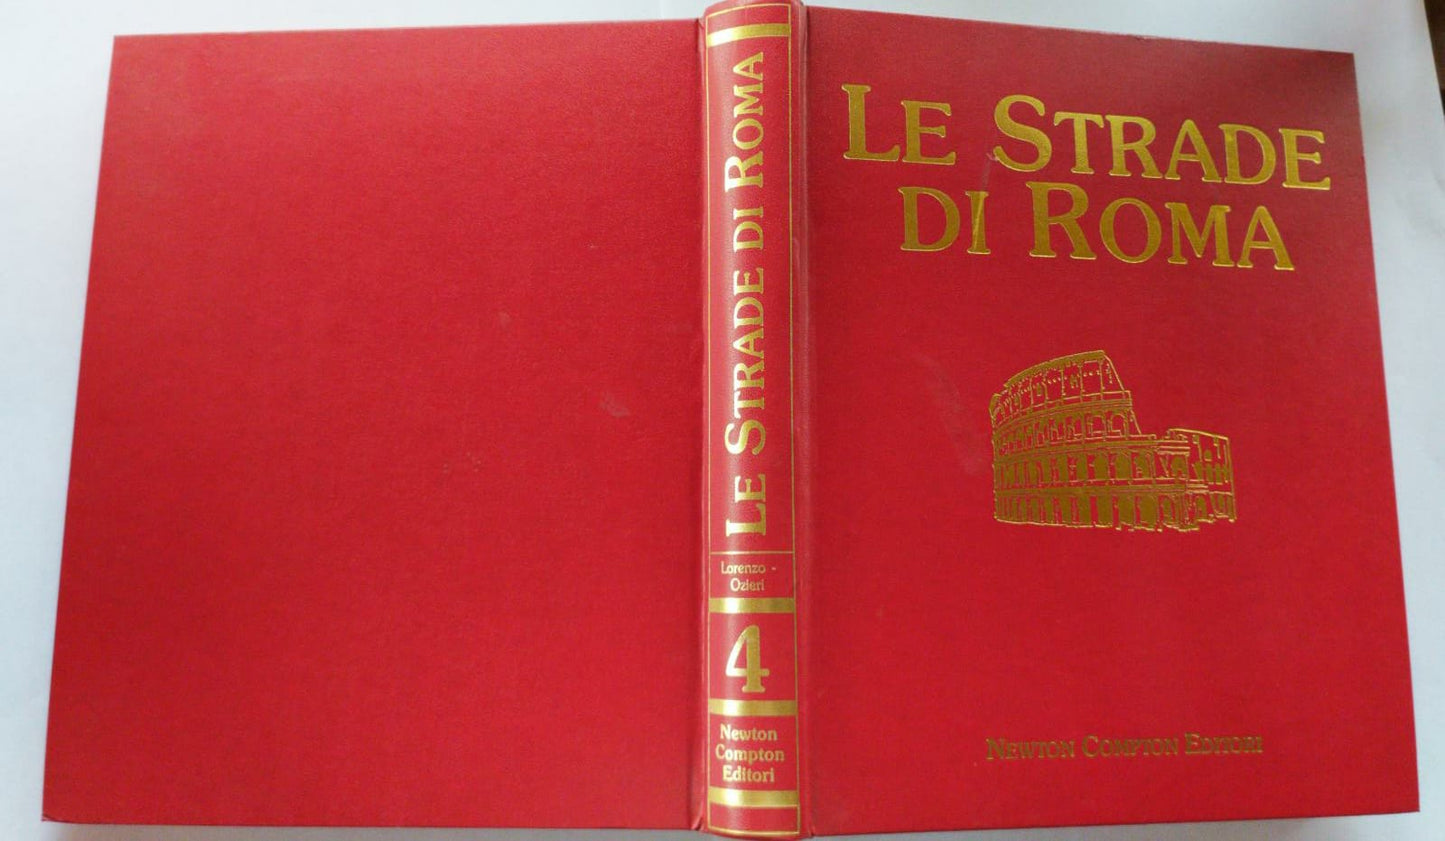 LE STRADE DI ROMA
Lorenzo -
Ozieri
4
Newton
Compton
Editori
LE STRADE
DI ROMA
NEWTON COMPTON EDITORI